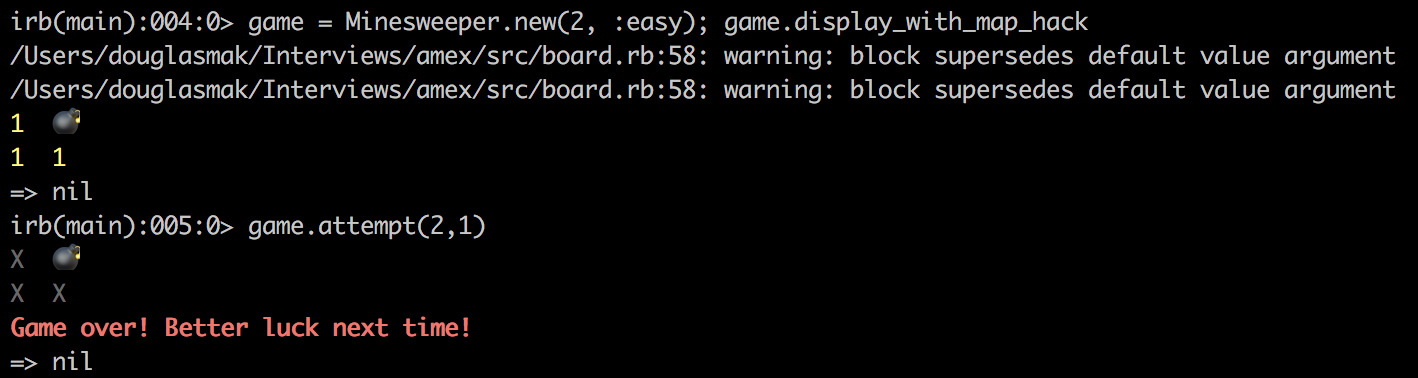 irb(main):004:0> game = Minesweeper.new(2, :easy); game.display_with_map_hack
/Users/douglasmak/Interviews/amex/src/board.rb:58: warning: block supersedes default value argument
/Users/douglasmak/Interviews/amex/src/board.rb:58: warning: block supersedes default value argument
1 💣
1 1
=> nil
irb(main):005:0> game.attempt(2,1)
X 💣
X X
Game over! Better luck next time!
=> nil